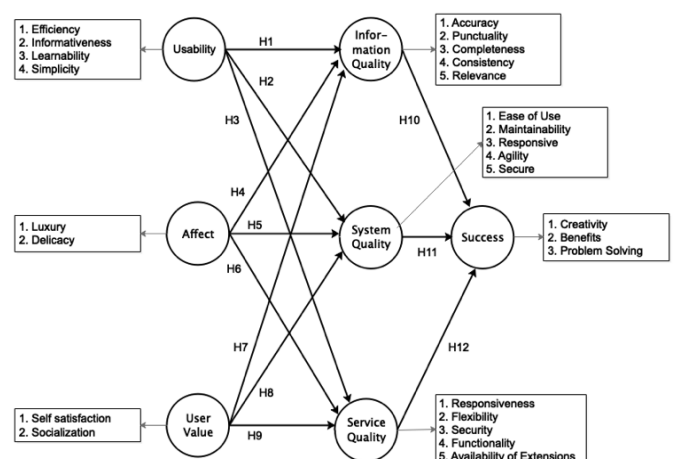 1. Efficiency
2. Informativeness
3. Learnability
4. Simplicity
Usability
H1
Infor-
mation
Quality
1. Accuracy
2. Punctuality
3. Completeness
4. Consistency
5. Relevance
H2
H3
H10
1. Ease of Use
2. Maintainability
3. Responsive
4. Agility
5. Secure
H4
1. Luxury
2. Delicacy
Affect
H5
System
Quality
H11
Success
1. Creativity
2. Benefits
3. Problem Solving
H6
H7
H12
H8
1. Self satisfaction
2. Socialization
User
Value
H9
Service
Quality
1. Responsiveness
2. Flexibility
3. Security
4. Functionality
5. Availability of Extensions